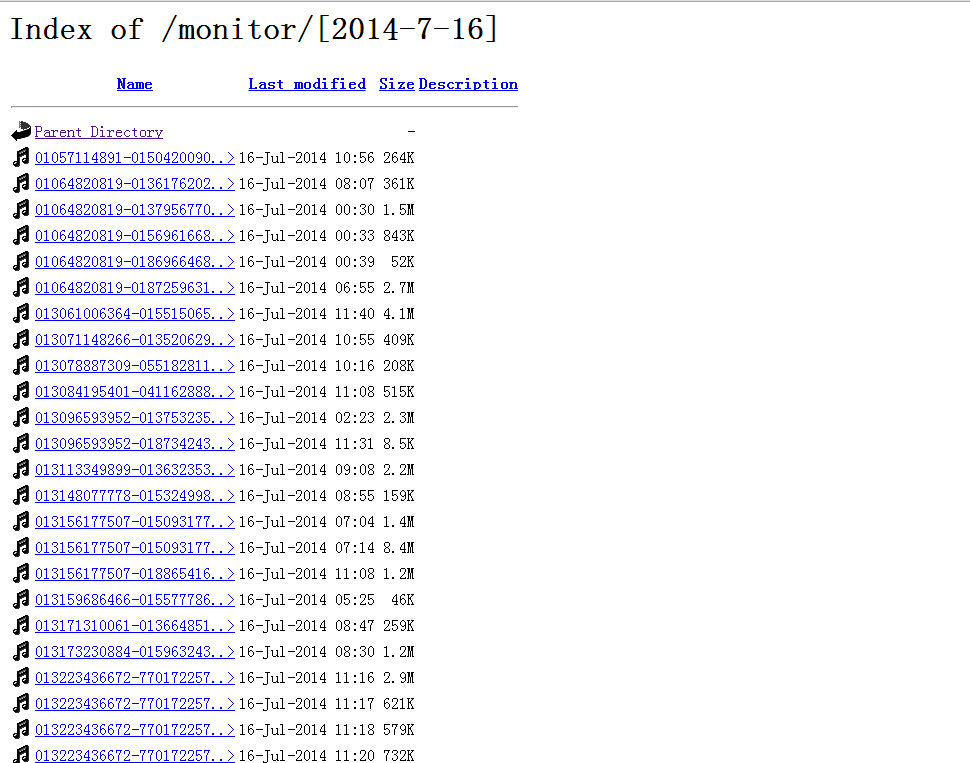 Index of /monitor/[2014-7-16]
Name Last modified Size Description
Parent Directory -
01057114891-0150420090..> 16-Jul-2014 10:56 264K
01064820819-0136176202..> 16-Jul-2014 08:07 361K
01064820819-0137956770..> 16-Jul-2014 00:30 1.5M
01064820819-0156961668..> 16-Jul-2014 00:33 843K
01064820819-0186966468..> 16-Jul-2014 00:39 52K
01064820819-0187259631..> 16-Jul-2014 06:55 2.7M
013061006364-015515065..> 16-Jul-2014 11:40 4.1M
013071148266-013520629..> 16-Jul-2014 10:55 409K
013078887309-055182811..> 16-Jul-2014 10:16 208K
013084195401-041162888..> 16-Jul-2014 11:08 515K
013096593952-013753235..> 16-Jul-2014 02:23 2.3M
013096593952-018734243..> 16-Jul-2014 11:31 8.5K
013113349899-013632353..> 16-Jul-2014 09:08 2.2M
013148077778-015324998..> 16-Jul-2014 08:55 159K
013156177507-015093177..> 16-Jul-2014 07:04 1.4M
013156177507-015093177..> 16-Jul-2014 07:14 8.4M
013156177507-018865416..> 16-Jul-2014 11:08 1.2M
013159686466-015577786..> 16-Jul-2014 05:25 46K
013171310061-013664851..> 16-Jul-2014 08:47 259K
013173230884-015963243..> 16-Jul-2014 08:30 1.2M
013223436672-770172257..> 16-Jul-2014 11:16 2.9M
013223436672-770172257..> 16-Jul-2014 11:17 621K
013223436672-770172257..> 16-Jul-2014 11:18 579K
013223436672-770172257..> 16-Jul-2014 11:20 732K